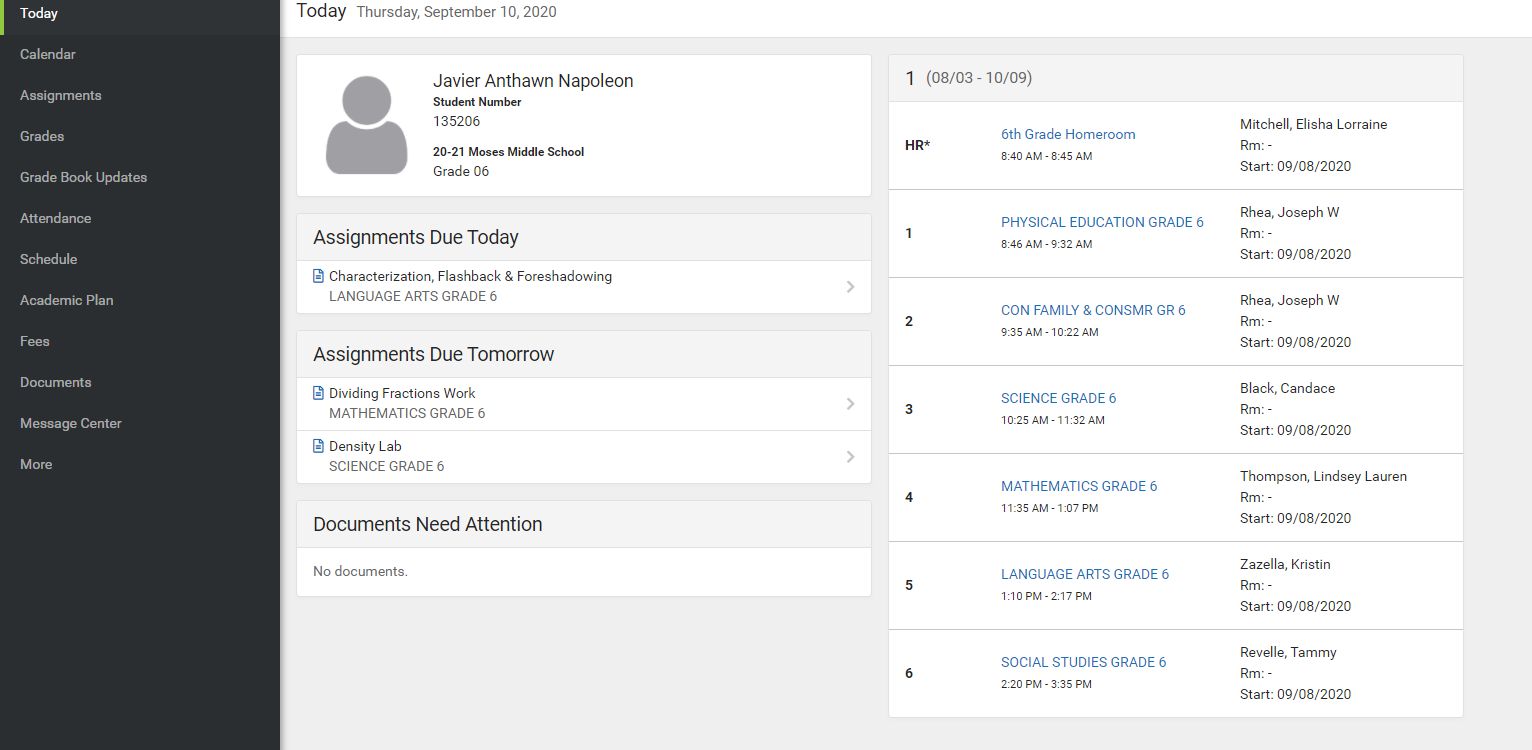 Today
Calendar
Assignments
Grades
Grade Book Updates
Attendance
Schedule
Academic Plan
Fees
Documents
Message Center
More
Today Thursday, September 10, 2020
Javier Anthawn Napoleon
Student Number
135206
20-21 Moses Middle School
Grade 06
Assignments Due Today
Characterization, Flashback & Foreshadowing
LANGUAGE ARTS GRADE 6
Assignments Due Tomorrow
Dividing Fractions Work
MATHEMATICS GRADE 6
Density Lab
SCIENCE GRADE 6
Documents Need Attention
No documents.
1 (08/03 - 10/09)
HR*
6th Grade Homeroom
8:40 AM - 8:45 AM
Mitchell, Elisha Lorraine
Rm: -
Start: 09/08/2020
1
PHYSICAL EDUCATION GRADE 6
8:46 AM - 9:32 AM
Rhea, Joseph W
Rm: -
Start: 09/08/2020
2
CON FAMILY & CONSMR GR 6
9:35 AM - 10:22 AM
Rhea, Joseph W
Rm: -
Start: 09/08/2020
3
SCIENCE GRADE 6
10:25 AM - 11:32 AM
Black, Candace
Rm: -
Start: 09/08/2020
4
MATHEMATICS GRADE 6
11:35 AM - 1:07 PM
Thompson, Lindsey Lauren
Rm: -
Start: 09/08/2020
5
LANGUAGE ARTS GRADE 6
1:10 PM - 2:17 PM
Zazella, Kristin
Rm: -
Start: 09/08/2020
6
SOCIAL STUDIES GRADE 6
2:20 PM - 3:35 PM
Revelle, Tammy
Rm: -
Start: 09/08/2020